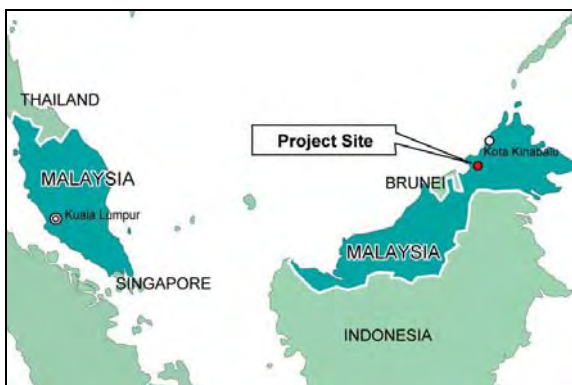 THAILAND
Project Site
Kota Kinabalu
MALAYSIA
BRUNEI
Kuala Lumpur
MALAYSIA
SINGAPORE
INDONESIA